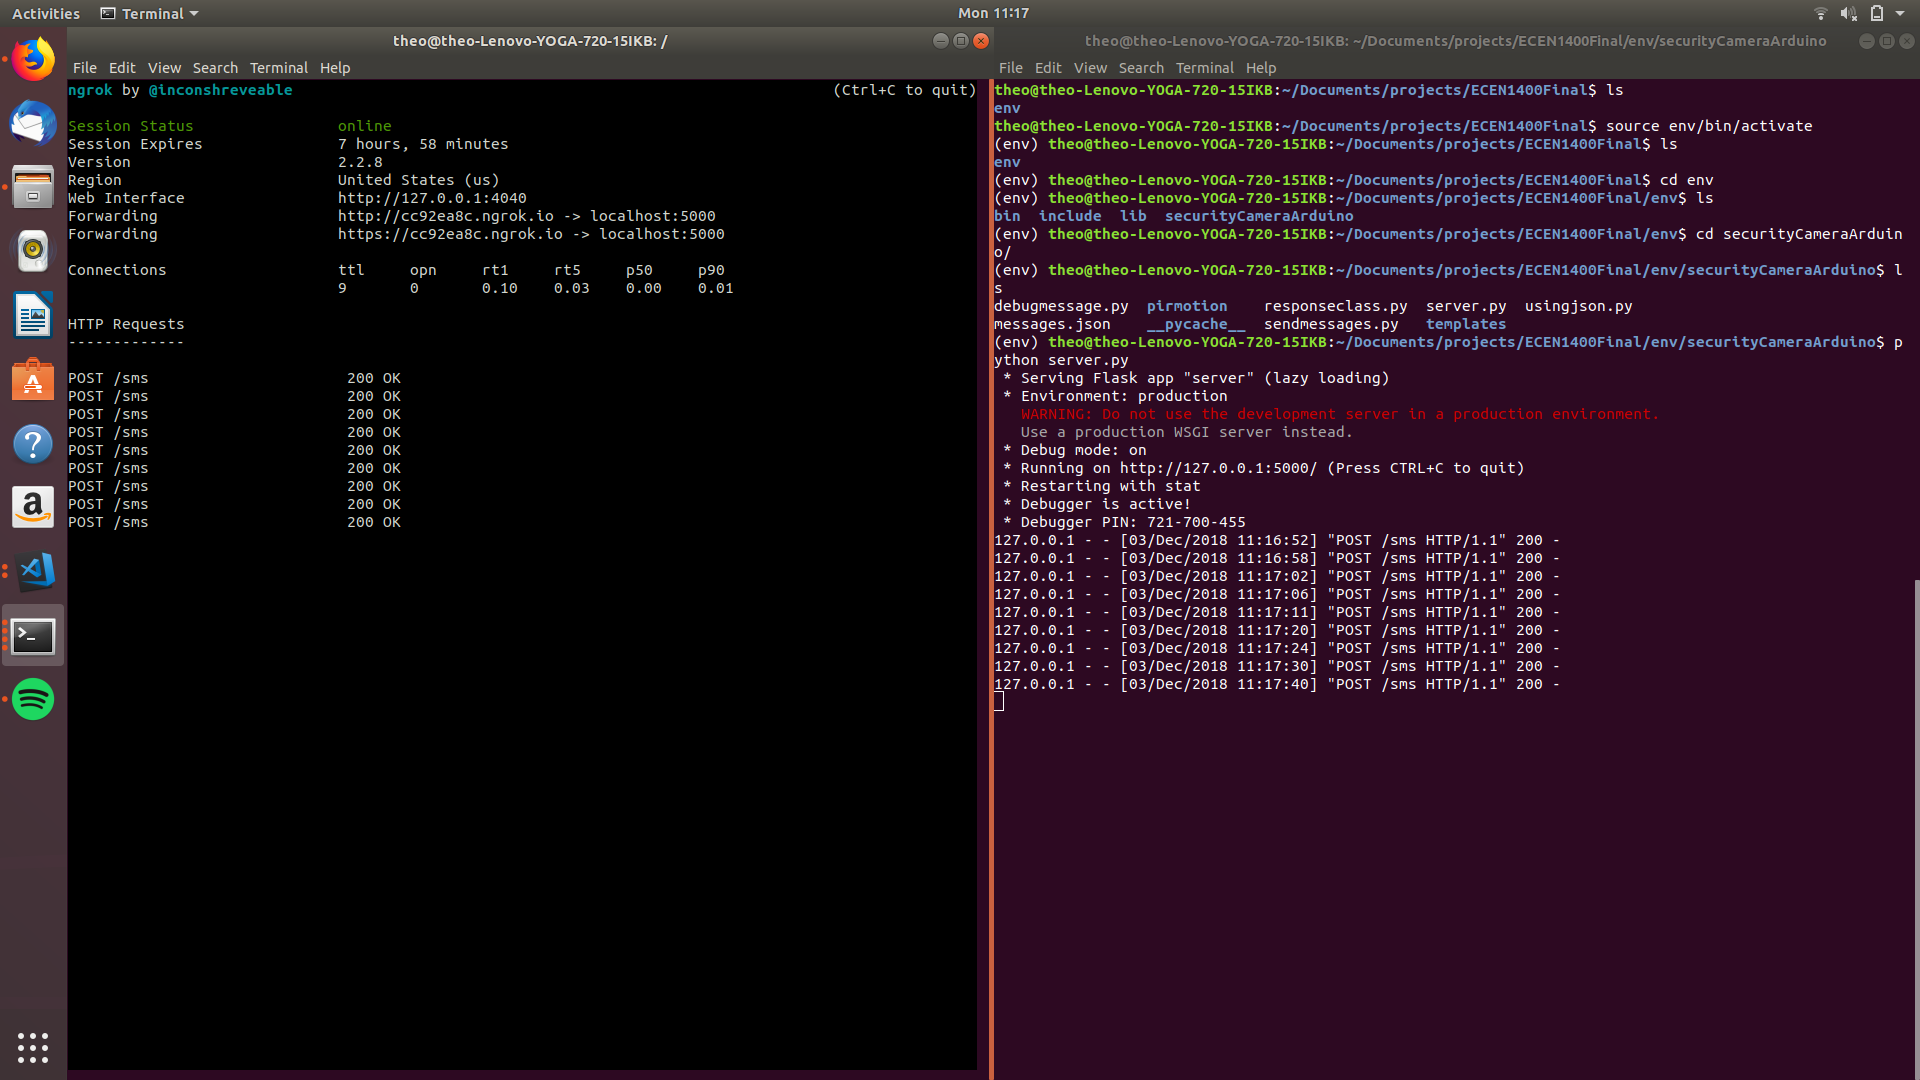 Activities Terminal Mon 11:17
theo@theo-Lenovo-YOGA-720-15IKB: /
File Edit View Search Terminal Help
ngrok by @inconshreveable (Ctrl+C to quit)
Session Status online
Session Expires 7 hours, 58 minutes
Version 2.2.8
Region United States (us)
Web Interface http://127.0.0.1:4040
Forwarding http://cc92ea8c.ngrok.io -> localhost:5000
Forwarding https://cc92ea8c.ngrok.io -> localhost:5000
Connections ttl opn rt1 rt5 p50 p90
9 0 0.10 0.03 0.00 0.01
HTTP Requests
-------------
POST /sms 200 OK
POST /sms 200 OK
POST /sms 200 OK
POST /sms 200 OK
POST /sms 200 OK
POST /sms 200 OK
POST /sms 200 OK
POST /sms 200 OK
POST /sms 200 OK
theo@theo-Lenovo-YOGA-720-15IKB: ~/Documents/projects/ECEN1400Final/env/securityCameraArduino
File Edit View Search Terminal Help
theo@theo-Lenovo-YOGA-720-15IKB:~/Documents/projects/ECEN1400Final$ ls
env
theo@theo-Lenovo-YOGA-720-15IKB:~/Documents/projects/ECEN1400Final$ source env/bin/activate
(env) theo@theo-Lenovo-YOGA-720-15IKB:~/Documents/projects/ECEN1400Final$ ls
env
(env) theo@theo-Lenovo-YOGA-720-15IKB:~/Documents/projects/ECEN1400Final$ cd env
(env) theo@theo-Lenovo-YOGA-720-15IKB:~/Documents/projects/ECEN1400Final/env$ ls
bin include lib securityCameraArduino
(env) theo@theo-Lenovo-YOGA-720-15IKB:~/Documents/projects/ECEN1400Final/env$ cd securityCameraArduin
o/
(env) theo@theo-Lenovo-YOGA-720-15IKB:~/Documents/projects/ECEN1400Final/env/securityCameraArduino$ l
s
debugmessage.py pirmotion responseclass.py server.py usingjson.py
messages.json __pycache__ sendmessages.py templates
(env) theo@theo-Lenovo-YOGA-720-15IKB:~/Documents/projects/ECEN1400Final/env/securityCameraArduino$ p
ython server.py
* Serving Flask app "server" (lazy loading)
* Environment: production
WARNING: Do not use the development server in a production environment.
Use a production WSGI server instead.
* Debug mode: on
* Running on http://127.0.0.1:5000/ (Press CTRL+C to quit)
* Restarting with stat
* Debugger is active!
* Debugger PIN: 721-700-455
127.0.0.1 - - [03/Dec/2018 11:16:52] "POST /sms HTTP/1.1" 200 -
127.0.0.1 - - [03/Dec/2018 11:16:58] "POST /sms HTTP/1.1" 200 -
127.0.0.1 - - [03/Dec/2018 11:17:02] "POST /sms HTTP/1.1" 200 -
127.0.0.1 - - [03/Dec/2018 11:17:06] "POST /sms HTTP/1.1" 200 -
127.0.0.1 - - [03/Dec/2018 11:17:11] "POST /sms HTTP/1.1" 200 -
127.0.0.1 - - [03/Dec/2018 11:17:20] "POST /sms HTTP/1.1" 200 -
127.0.0.1 - - [03/Dec/2018 11:17:24] "POST /sms HTTP/1.1" 200 -
127.0.0.1 - - [03/Dec/2018 11:17:30] "POST /sms HTTP/1.1" 200 -
127.0.0.1 - - [03/Dec/2018 11:17:40] "POST /sms HTTP/1.1" 200 -